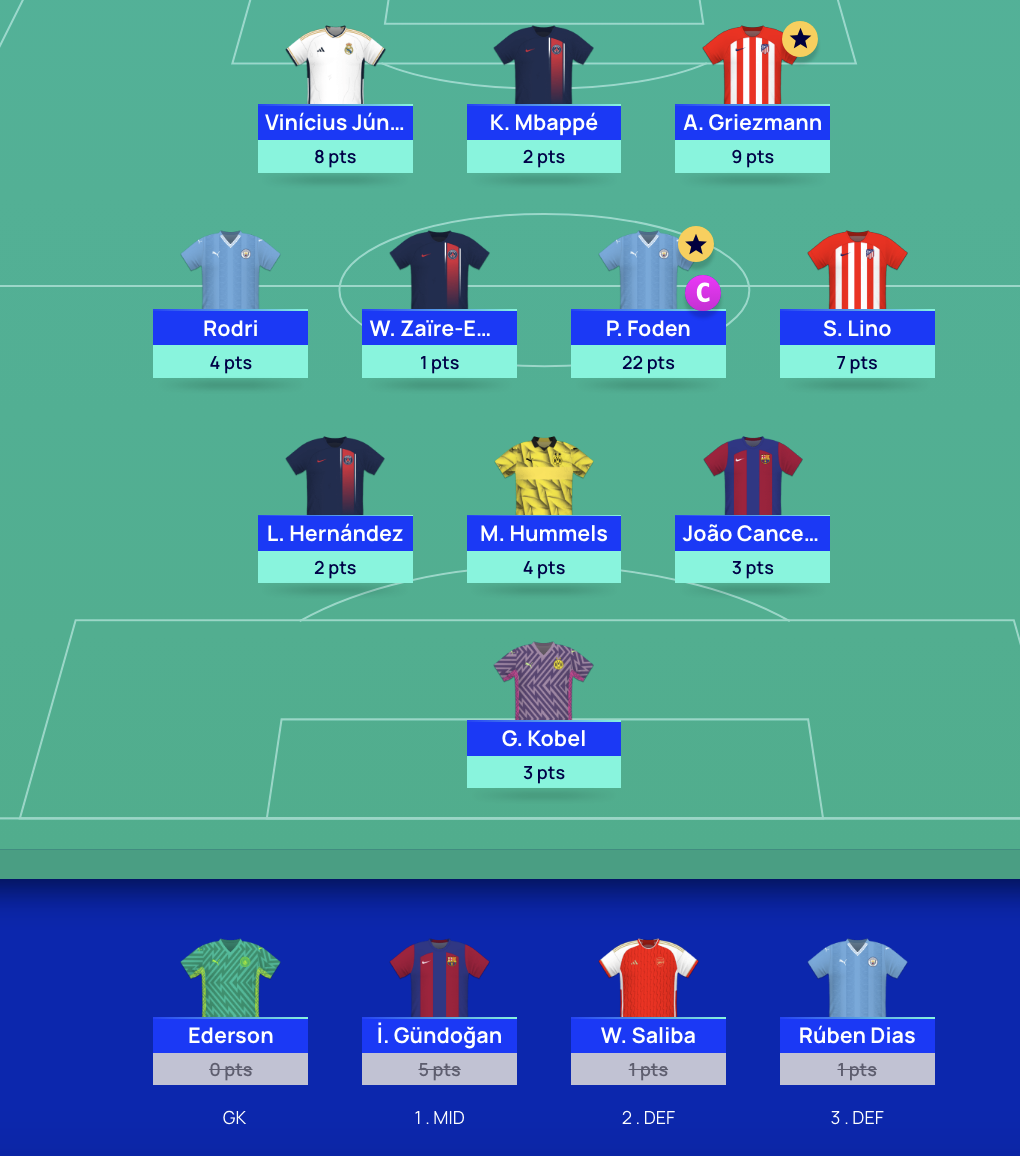 Vinícius Jún...
K. Mbappé
A. Griezmann
8 pts
2 pts
9 pts
C
Rodri
W. Zaïre-E...
P. Foden
S. Lino
4 pts
1 pts
22 pts
7 pts
L. Hernández
M. Hummels
João Cance...
2 pts
4 pts
3 pts
G. Kobel
3 pts
Ederson
İ. Gündoğan
W. Saliba
Rúben Dias
0 pts
5 pts
1 pts
1 pts
GK
1 . MID
2 . DEF
3 . DEF